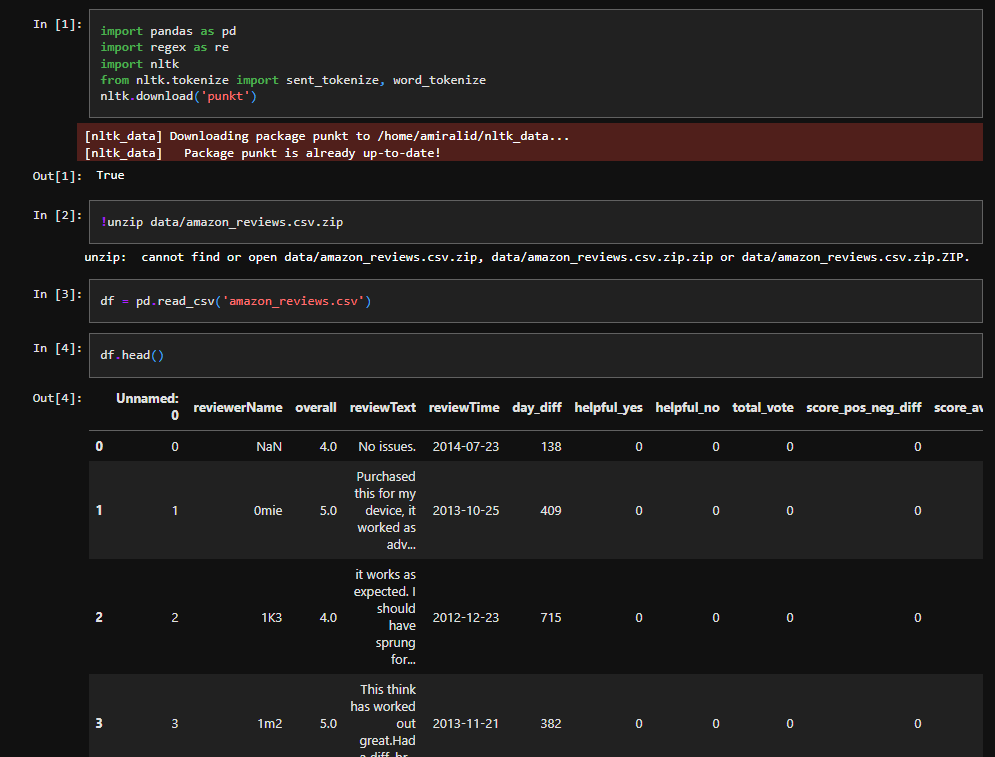 In [1]:
import pandas as pd
import regex as re
import nltk
from nltk.tokenize import sent_tokenize, word_tokenize
nltk.download('punkt')
[nltk_data] Downloading package punkt to /home/amiralid/nltk_data...
[nltk_data]   Package punkt is already up-to-date!
Out[1]: True
In [2]: !unzip data/amazon_reviews.csv.zip
unzip:  cannot find or open data/amazon_reviews.csv.zip, data/amazon_reviews.csv.zip.zip or data/amazon_reviews.csv.zip.ZIP.
In [3]: df = pd.read_csv('amazon_reviews.csv')
In [4]: df.head()
Out[4]:
Unnamed: 0 reviewerName overall reviewText reviewTime day_diff helpful_yes helpful_no total_vote score_pos_neg_diff
0 0 NaN 4.0 No issues. 2014-07-23 138 0 0 0 0
1 1 0mie 5.0 Purchased this for my device, it worked as adv... 2013-10-25 409 0 0 0 0
2 2 1K3 4.0 it works as expected. I should have sprung for... 2012-12-23 715 0 0 0 0
3 3 1m2 5.0 This think has worked out great.Had 2013-11-21 382 0 0 0 0